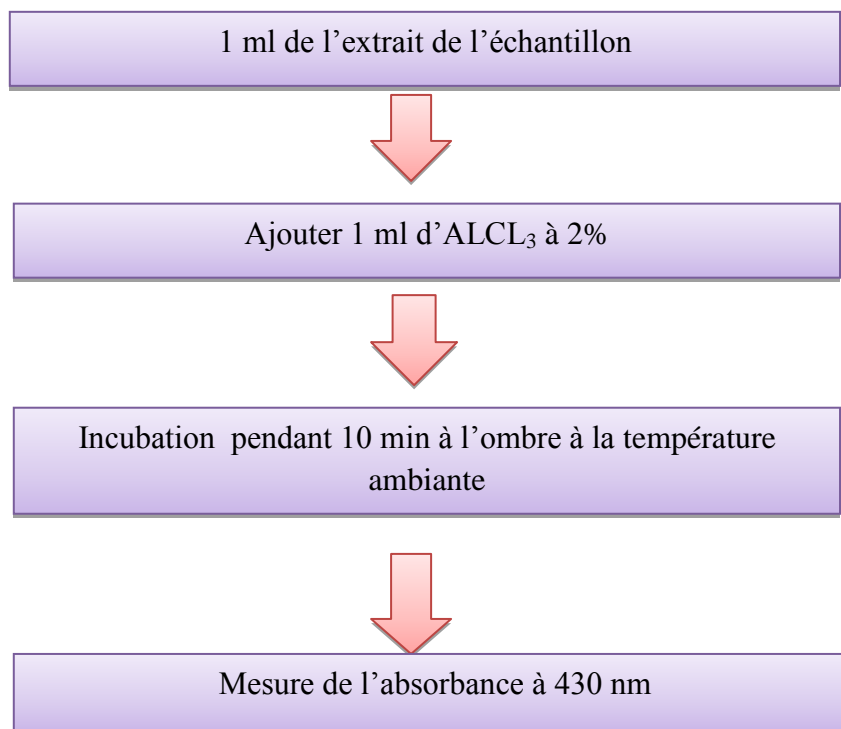 1 ml de l’extrait de l’échantillon
Ajouter 1 ml d’ALCL₃ à 2%
Incubation  pendant 10 min à l’ombre à la température
ambiante
Mesure de l’absorbance à 430 nm